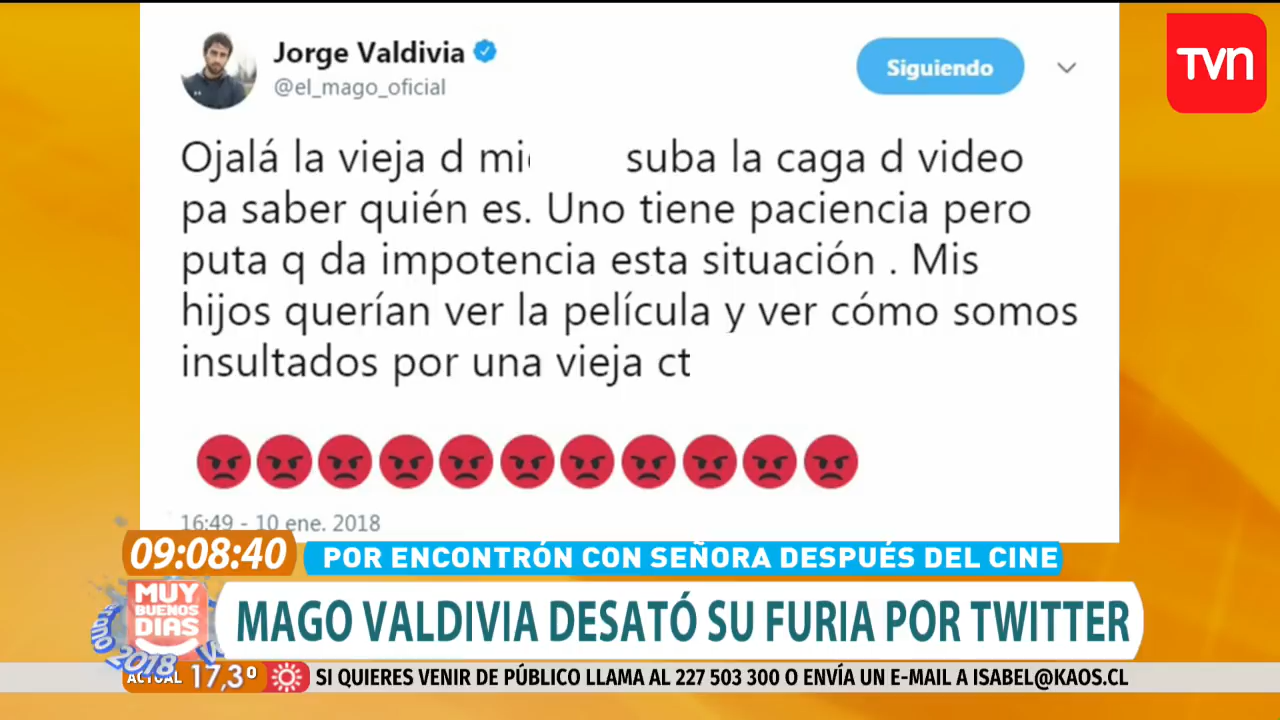 Jorge Valdivia
@el_mago_oficial
Siguiendo
TVN
Ojalá la vieja d mi suba la caga d video
pa saber quién es. Uno tiene paciencia pero
puta q da impotencia esta situación . Mis
hijos querían ver la película y ver cómo somos
insultados por una vieja ct
16:49 - 10 ene. 2018
09:08:40
POR ENCONTRÓN CON SEÑORA DESPUÉS DEL CINE
MUY
BUENOS
DÍAS
2018
MAGO VALDIVIA DESATÓ SU FURIA POR TWITTER
ACTUAL 17,3º
SI QUIERES VENIR DE PÚBLICO LLAMA AL 227 503 300 O ENVÍA UN E-MAIL A ISABEL@KAOS.CL